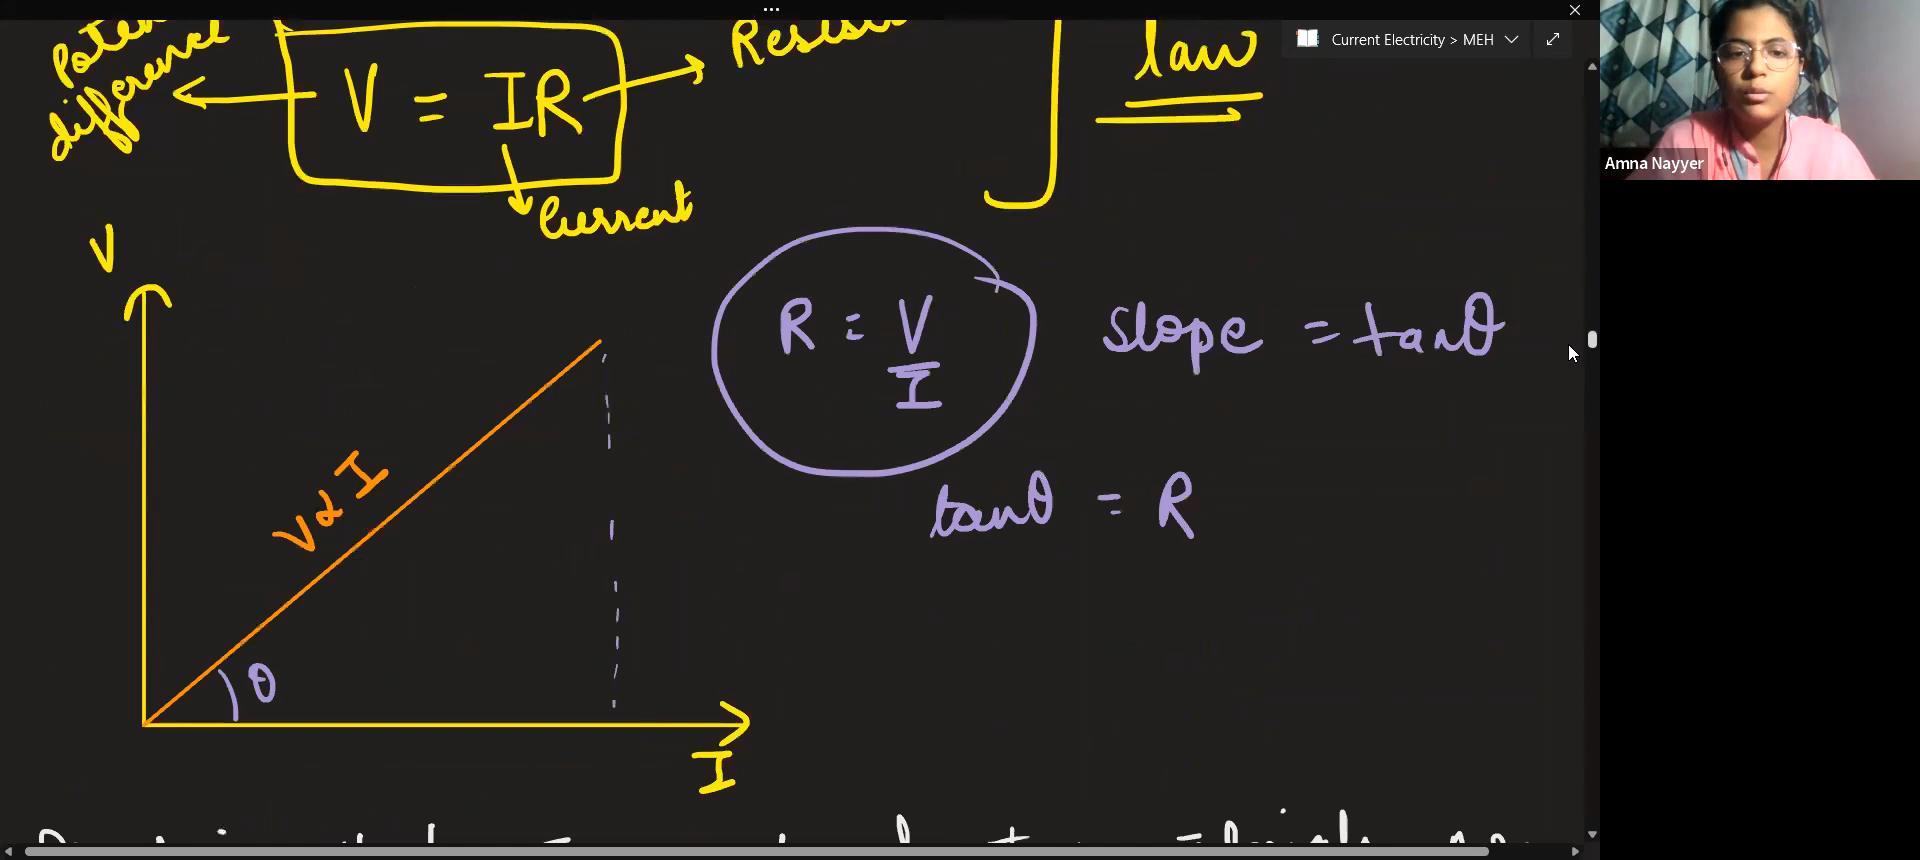 Current Electricity > MEH
difference
V = IR
law
Current
Amna Nayyer
V
R = V
I
slope = tanθ
V ∝ I
tanθ = R
θ
I